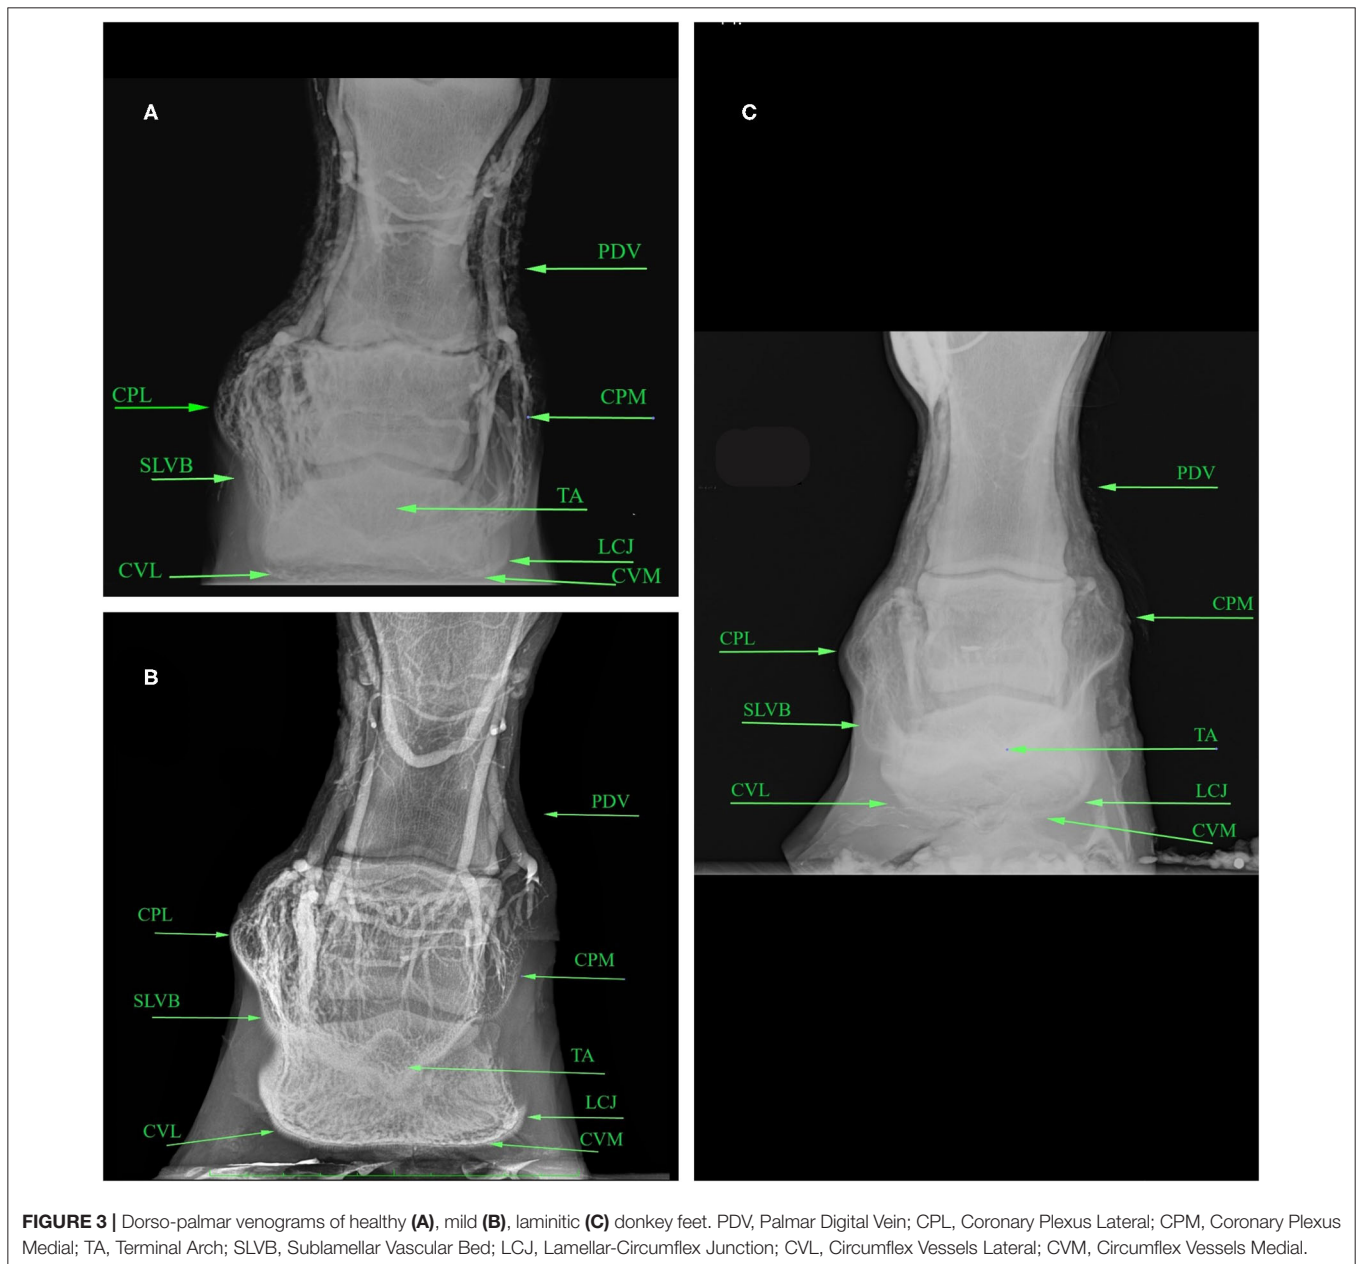 A
PDV
CPL
CPM
SLVB
TA
LCJ
CVL
CVM
B
PDV
CPL
CPM
SLVB
TA
LCJ
CVL
CVM
C
PDV
CPM
CPL
SLVB
TA
CVL
LCJ
CVM
FIGURE 3 | Dorso-palmar venograms of healthy (A), mild (B), laminitic (C) donkey feet. PDV, Palmar Digital Vein; CPL, Coronary Plexus Lateral; CPM, Coronary Plexus
Medial; TA, Terminal Arch; SLVB, Sublamellar Vascular Bed; LCJ, Lamellar-Circumflex Junction; CVL, Circumflex Vessels Lateral; CVM, Circumflex Vessels Medial.